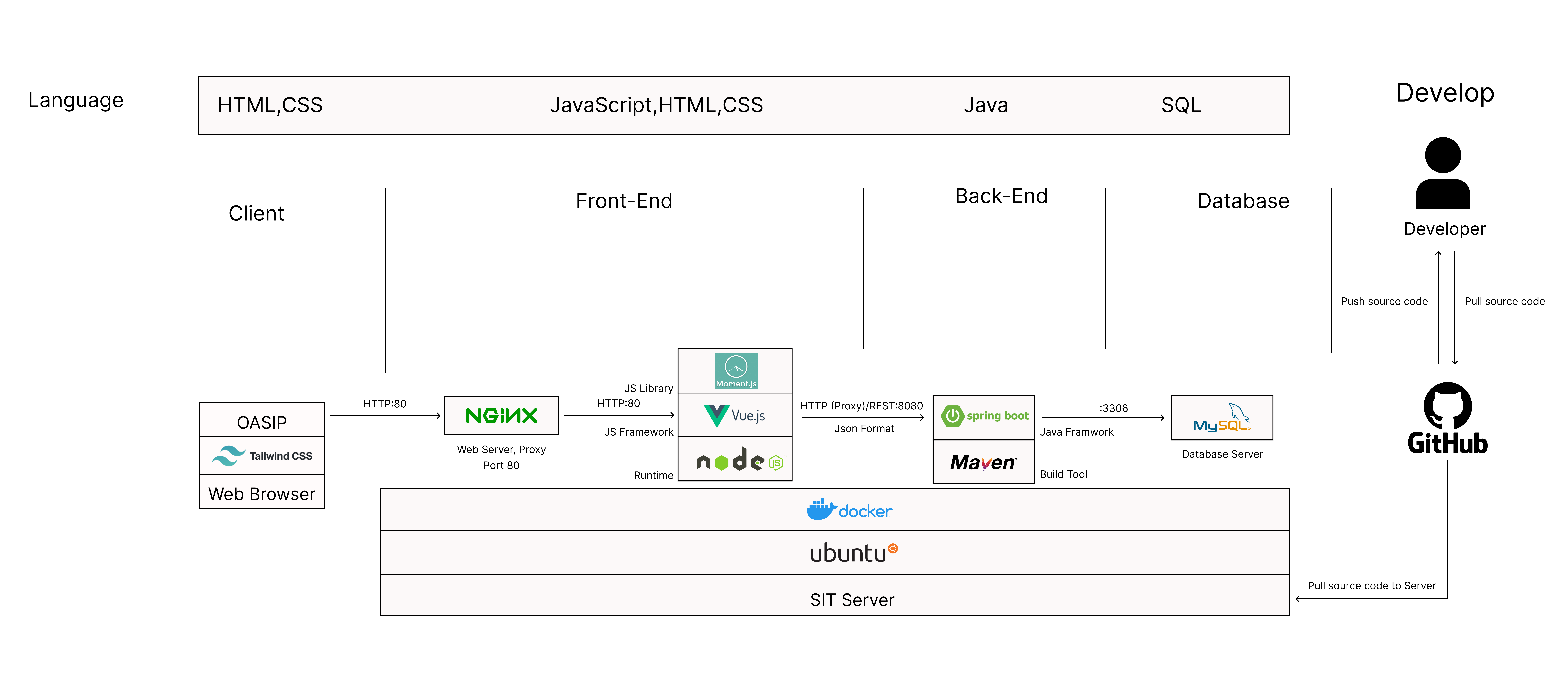 Language
HTML,CSS
JavaScript,HTML,CSS
Java
SQL
Develop
Client
Front-End
Back-End
Database
Developer
Push source code
Pull source code
OASIP
Tailwind CSS
Web Browser
HTTP:80
NGINX
Web Server, Proxy
Port 80
JS Library
HTTP:80
JS Framework
Runtime
Moment.js
Vue.js
node
JS
HTTP (Proxy)/REST:8080
Json Format
spring boot
Maven
:3306
Java Framwork
Build Tool
MySQL
Database Server
GitHub
docker
ubuntu
SIT Server
Pull source code to Server